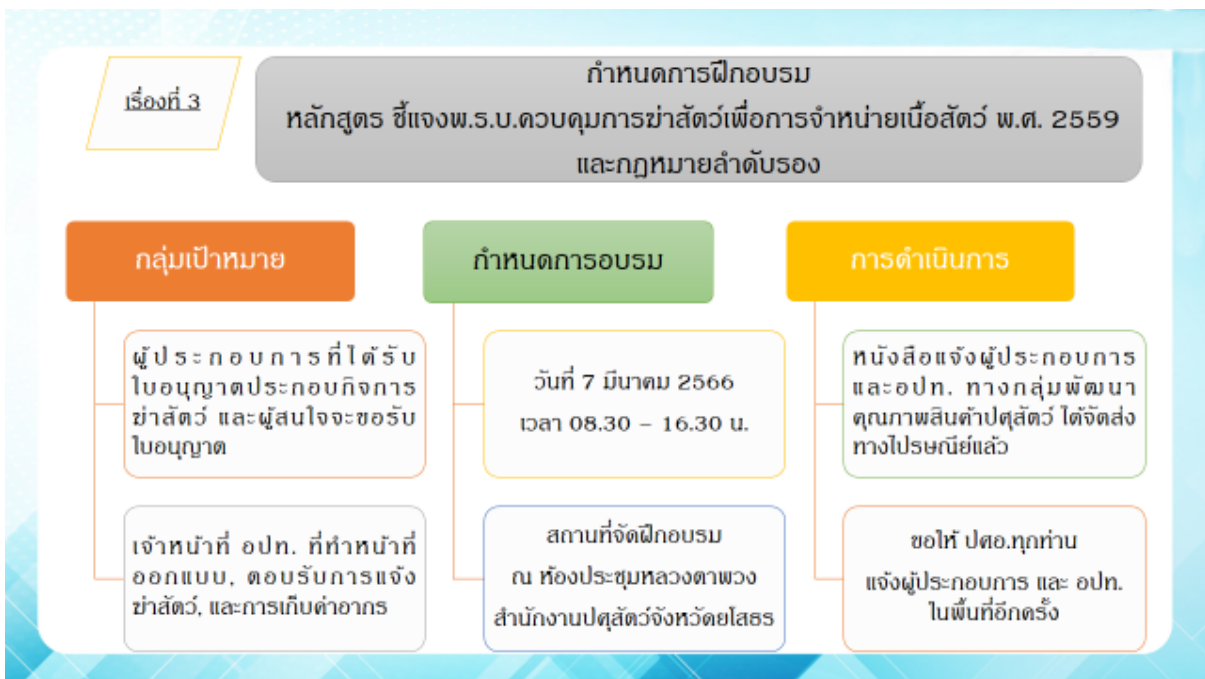 เรื่องที่ 3
กำหนดการฝึกอบรม
หลักสูตร ชี้แจงพ.ร.บ.ควบคุมการฆ่าสัตว์เพื่อการจำหน่ายเนื้อสัตว์ พ.ศ. 2559
และกฎหมายลำดับรอง
กลุ่มเป้าหมาย
ผู้ประกอบการที่ได้รับ
ใบอนุญาตประกอบกิจการ
ฆ่าสัตว์ และผู้สนใจจะขอรับ
ใบอนุญาต
เจ้าหน้าที่ อปท. ที่ทำหน้าที่
ออกแบบ, ตอบรับการแจ้ง
ฆ่าสัตว์, และการเก็บค่าอากร
กำหนดการอบรม
วันที่ 7 มีนาคม 2566
เวลา 08.30 – 16.30 น.
สถานที่จัดฝึกอบรม
ณ ห้องประชุมหลวงตาพวง
สำนักงานปศุสัตว์จังหวัดยโสธร
การดำเนินการ
หนังสือแจ้งผู้ประกอบการ
และอปท. ทางกลุ่มพัฒนา
คุณภาพสินค้าปศุสัตว์ ได้จัดส่ง
ทางไปรษณีย์แล้ว
ขอให้ ปศอ.ทุกท่าน
แจ้งผู้ประกอบการ และ อปท.
ในพื้นที่อีกครั้ง